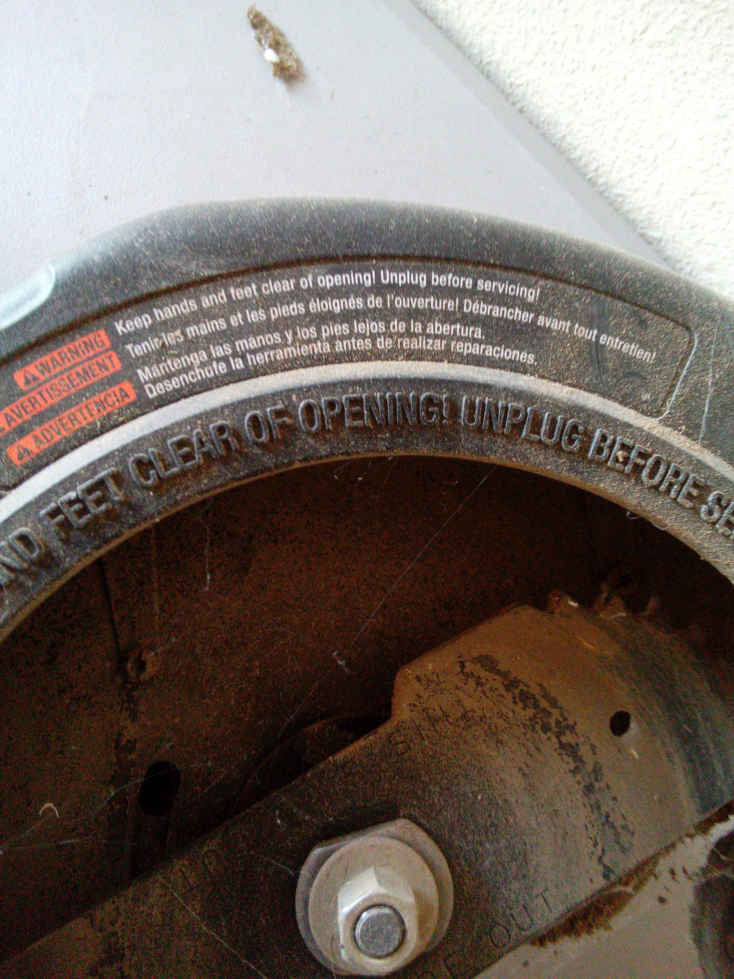 WARNING
Keep hands and feet clear of opening! Unplug before servicing!
AVERTISSEMENT
Tenir les mains et les pieds éloignés de l'ouverture! Débrancher avant tout entretien!
ADVERTENCIA
Mantenga las manos y los pies lejos de la abertura.
Desenchufe la herramienta antes de realizar reparaciones.
AND FEET CLEAR OF OPENING! UNPLUG BEFORE SE
OUT